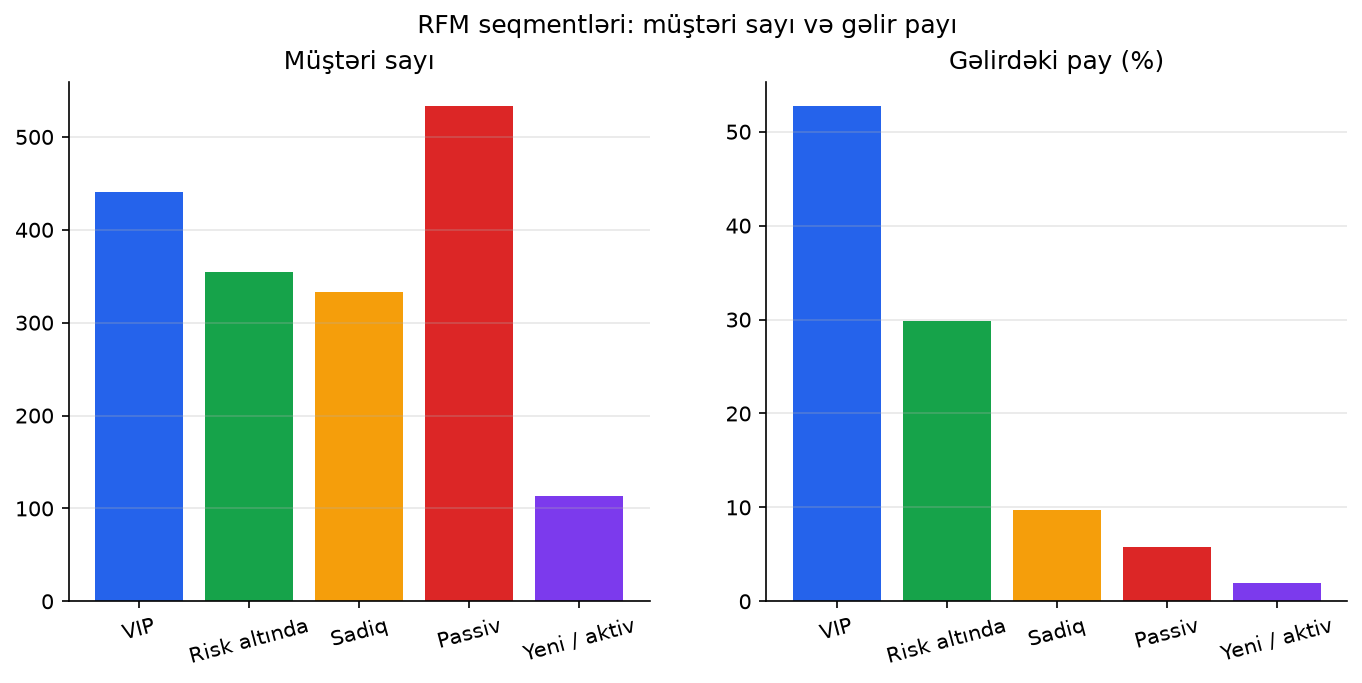 RFM seqmentləri: müştəri sayı və gəlir payı
Müştəri sayı
500
400
300
200
100
0
VIP
Risk altında
Sadiq
Passiv
Yeni / aktiv
Gəlirdəki pay (%)
50
40
30
20
10
0
VIP
Risk altında
Sadiq
Passiv
Yeni / aktiv